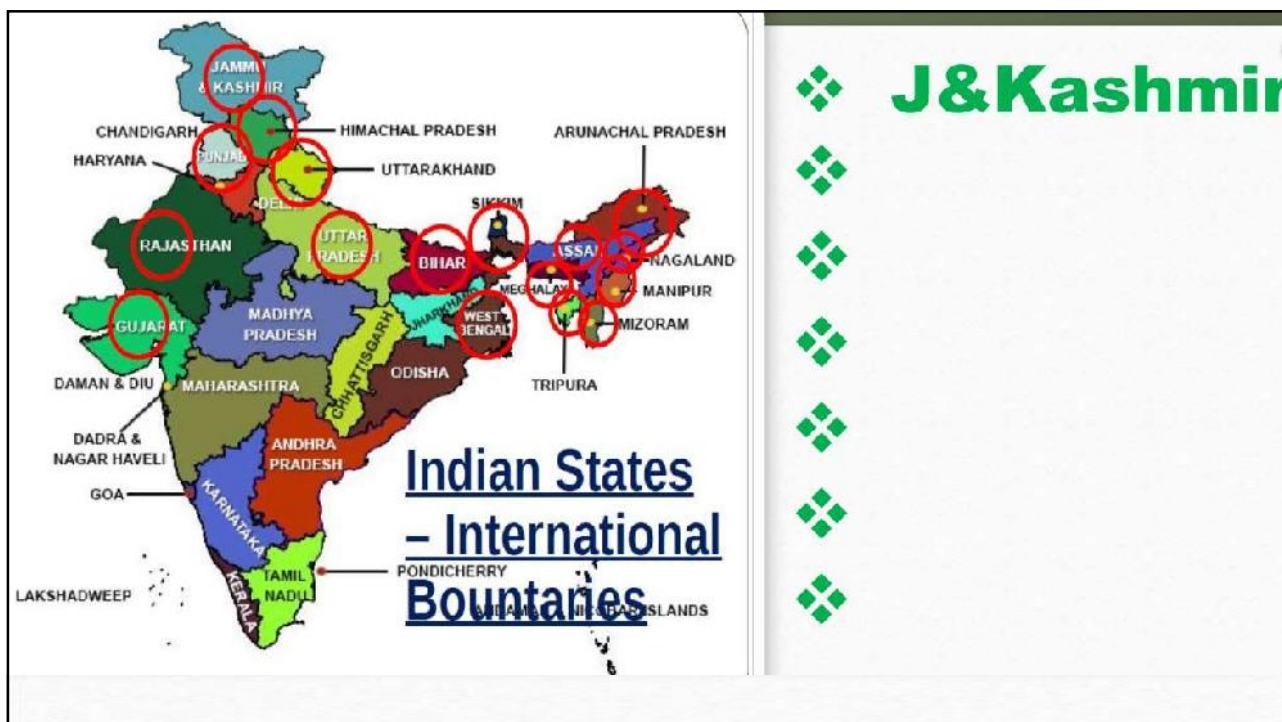 JAMMU
& KASHMIR
CHANDIGARH
HIMACHAL PRADESH
ARUNACHAL PRADESH
PUNJAB
HARYANA
UTTARAKHAND
DELHI
SIKKIM
RAJASTHAN
UTTAR
PRADESH
BIHAR
ASSAM
NAGALAND
MEGHALAYA
MANIPUR
GUJARAT
MADHYA
PRADESH
JHARKHAND
WEST
BENGAL
MIZORAM
CHHATTISGARH
ODISHA
TRIPURA
DAMAN & DIU
MAHARASHTRA
DADRA &
NAGAR HAVELI
ANDHRA
PRADESH
GOA
KARNATAKA
Indian States
– International
Bountaries
PONDICHERRY
LAKSHADWEEP
KERALA
TAMIL
NADU
ANDAMAN & NICOBAR ISLANDS
J&Kashmir